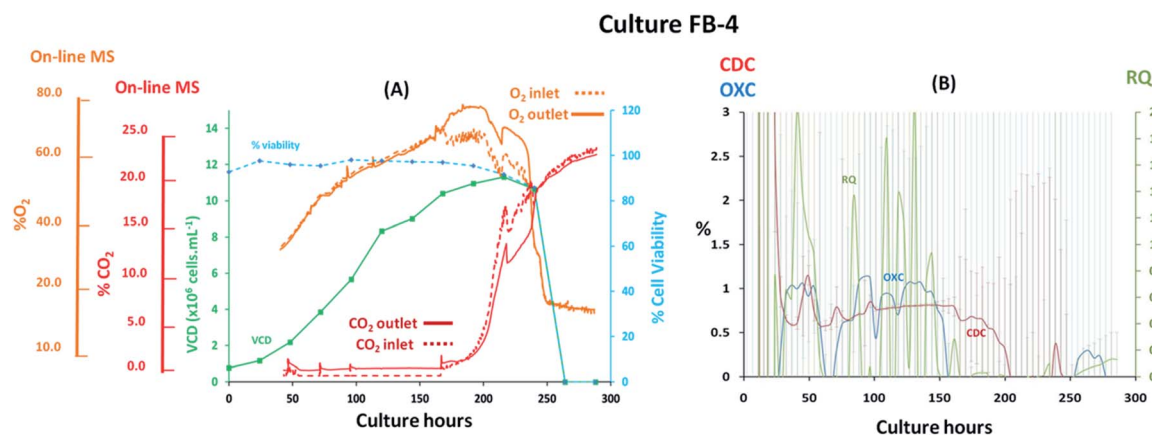 Culture FB-4
On-line MS
80.0
60.0
40.0
20.0
10.0
%O2
On-line MS
25.0
20.0
15.0
10.0
5.0
0.0
% CO2
(A)
O2 inlet
O2 outlet
% viability
VCD
CO2 outlet
CO2 inlet
14
12
10
8
6
4
2
0
VCD (x10⁶ cells.mL⁻¹)
120
100
80
60
40
20
0
% Cell Viability
0 50 100 150 200 250 300
Culture hours
CDC
OXC
(B)
RQ
3
2.5
2
1.5
1
0.5
0
%
RQ
OXC
CDC
0 50 100 150 200 250 300
Culture hours